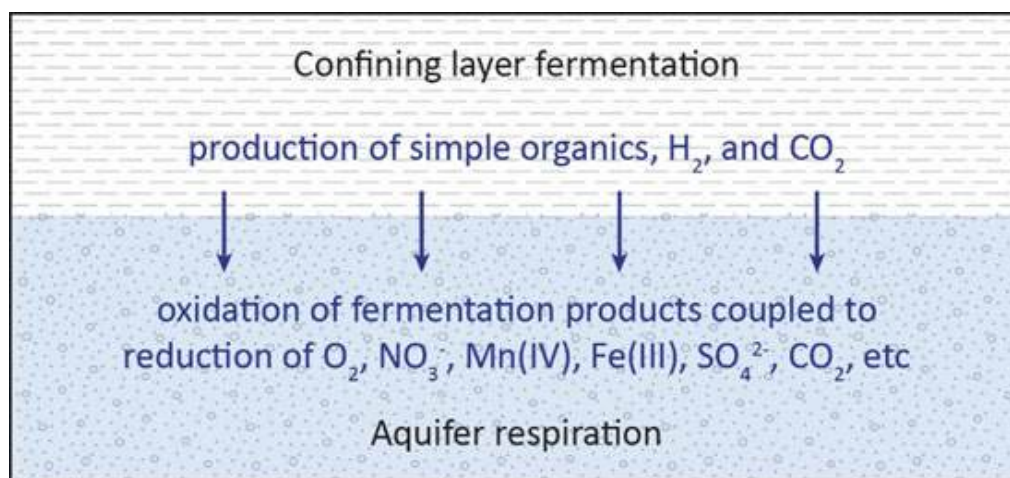 Confining layer fermentation
production of simple organics, H₂, and CO₂
oxidation of fermentation products coupled to
reduction of O₂, NO₃⁻, Mn(IV), Fe(III), SO₄²⁻, CO₂, etc
Aquifer respiration